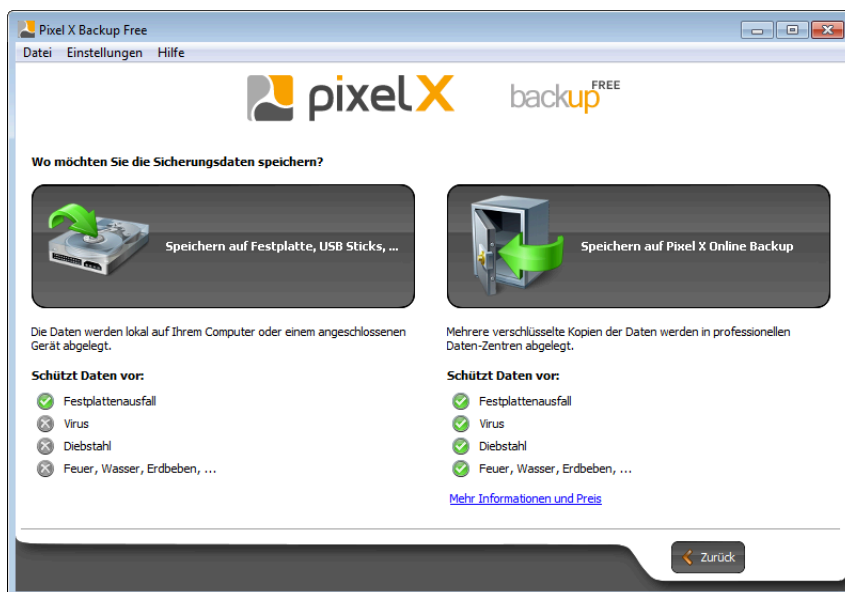 Pixel X Backup Free
Datei Einstellungen Hilfe
pixelX backup FREE
Wo möchten Sie die Sicherungsdaten speichern?
Speichern auf Festplatte, USB Sticks, ...
Die Daten werden lokal auf Ihrem Computer oder einem angeschlossenen
Gerät abgelegt.
Schützt Daten vor:
Festplattenausfall
Virus
Diebstahl
Feuer, Wasser, Erdbeben, ...
Speichern auf Pixel X Online Backup
Mehrere verschlüsselte Kopien der Daten werden in professionellen
Daten-Zentren abgelegt.
Schützt Daten vor:
Festplattenausfall
Virus
Diebstahl
Feuer, Wasser, Erdbeben, ...
Mehr Informationen und Preis
Zurück